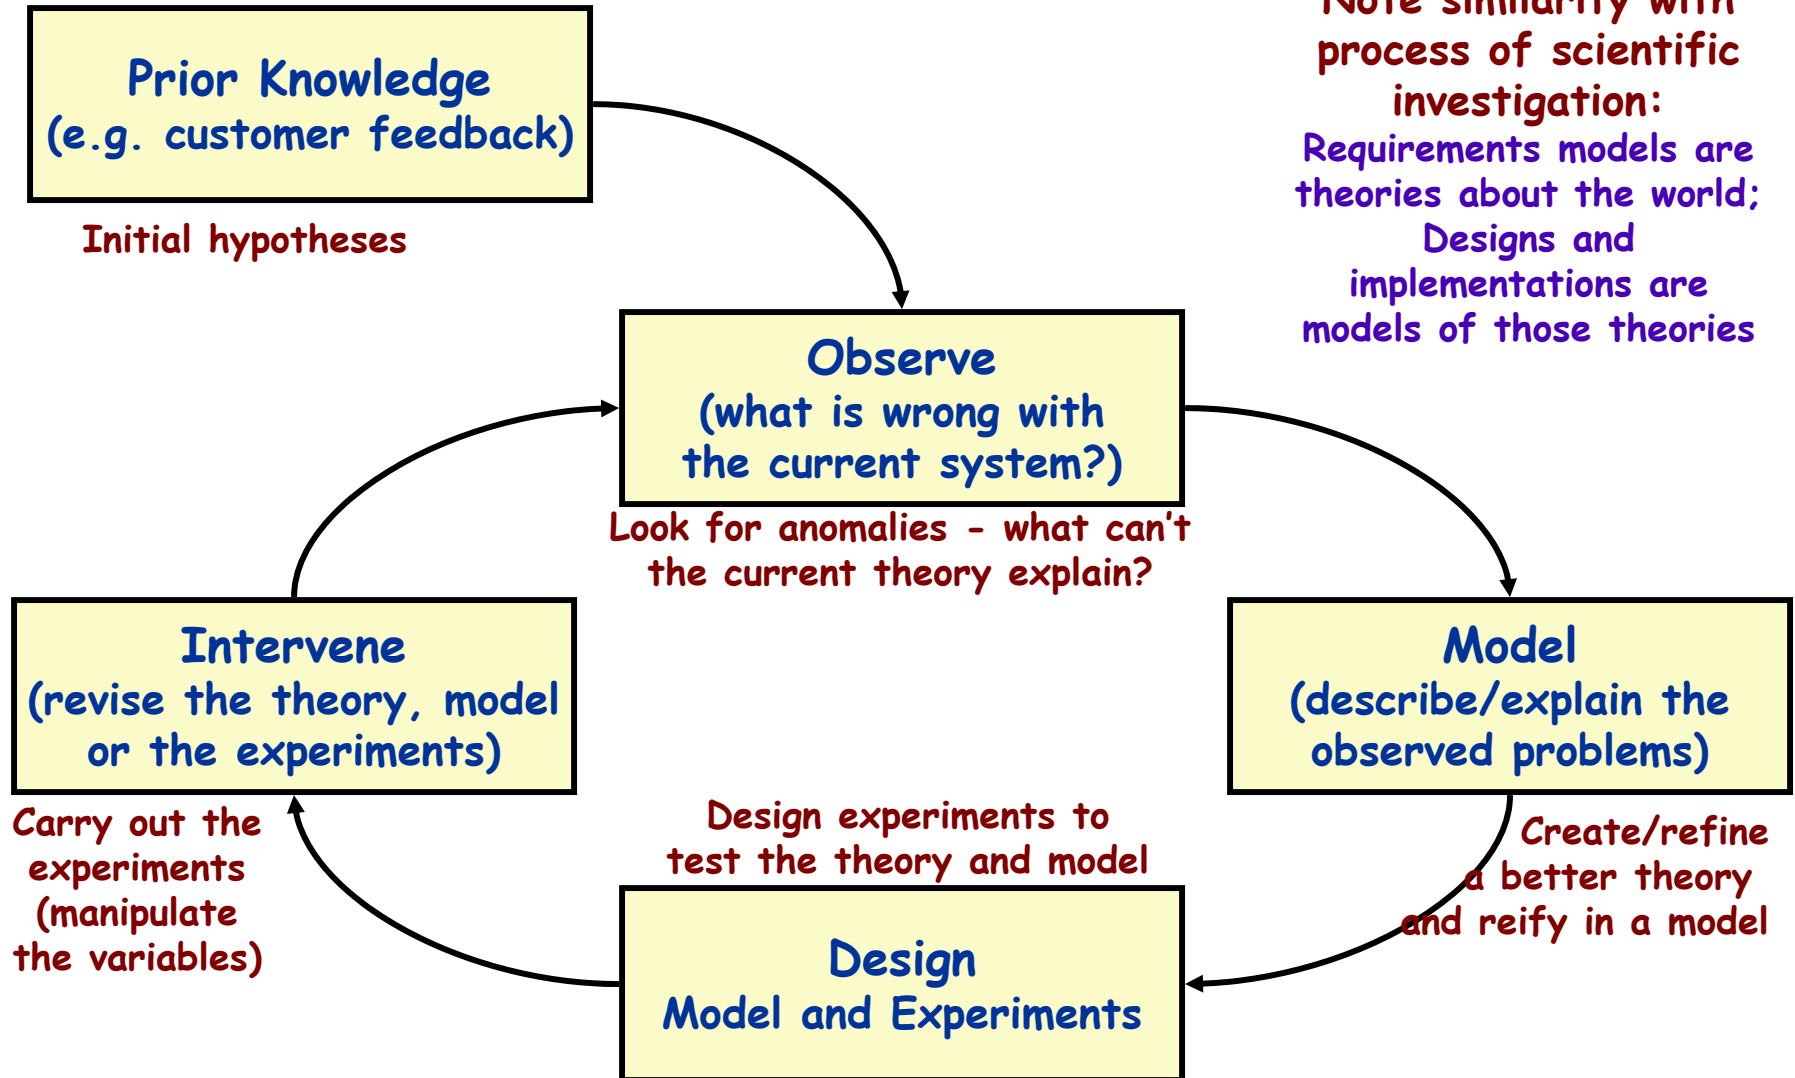 Prior Knowledge
(e.g. customer feedback)
Initial hypotheses
Note similarity with
process of scientific
investigation:
Requirements models are
theories about the world;
Designs and
implementations are
models of those theories
Observe
(what is wrong with
the current system?)
Look for anomalies - what can't
the current theory explain?
Intervene
(revise the theory, model
or the experiments)
Model
(describe/explain the
observed problems)
Carry out the
experiments
(manipulate
the variables)
Design experiments to
test the theory and model
Create/refine
a better theory
and reify in a model
Design
Model and Experiments